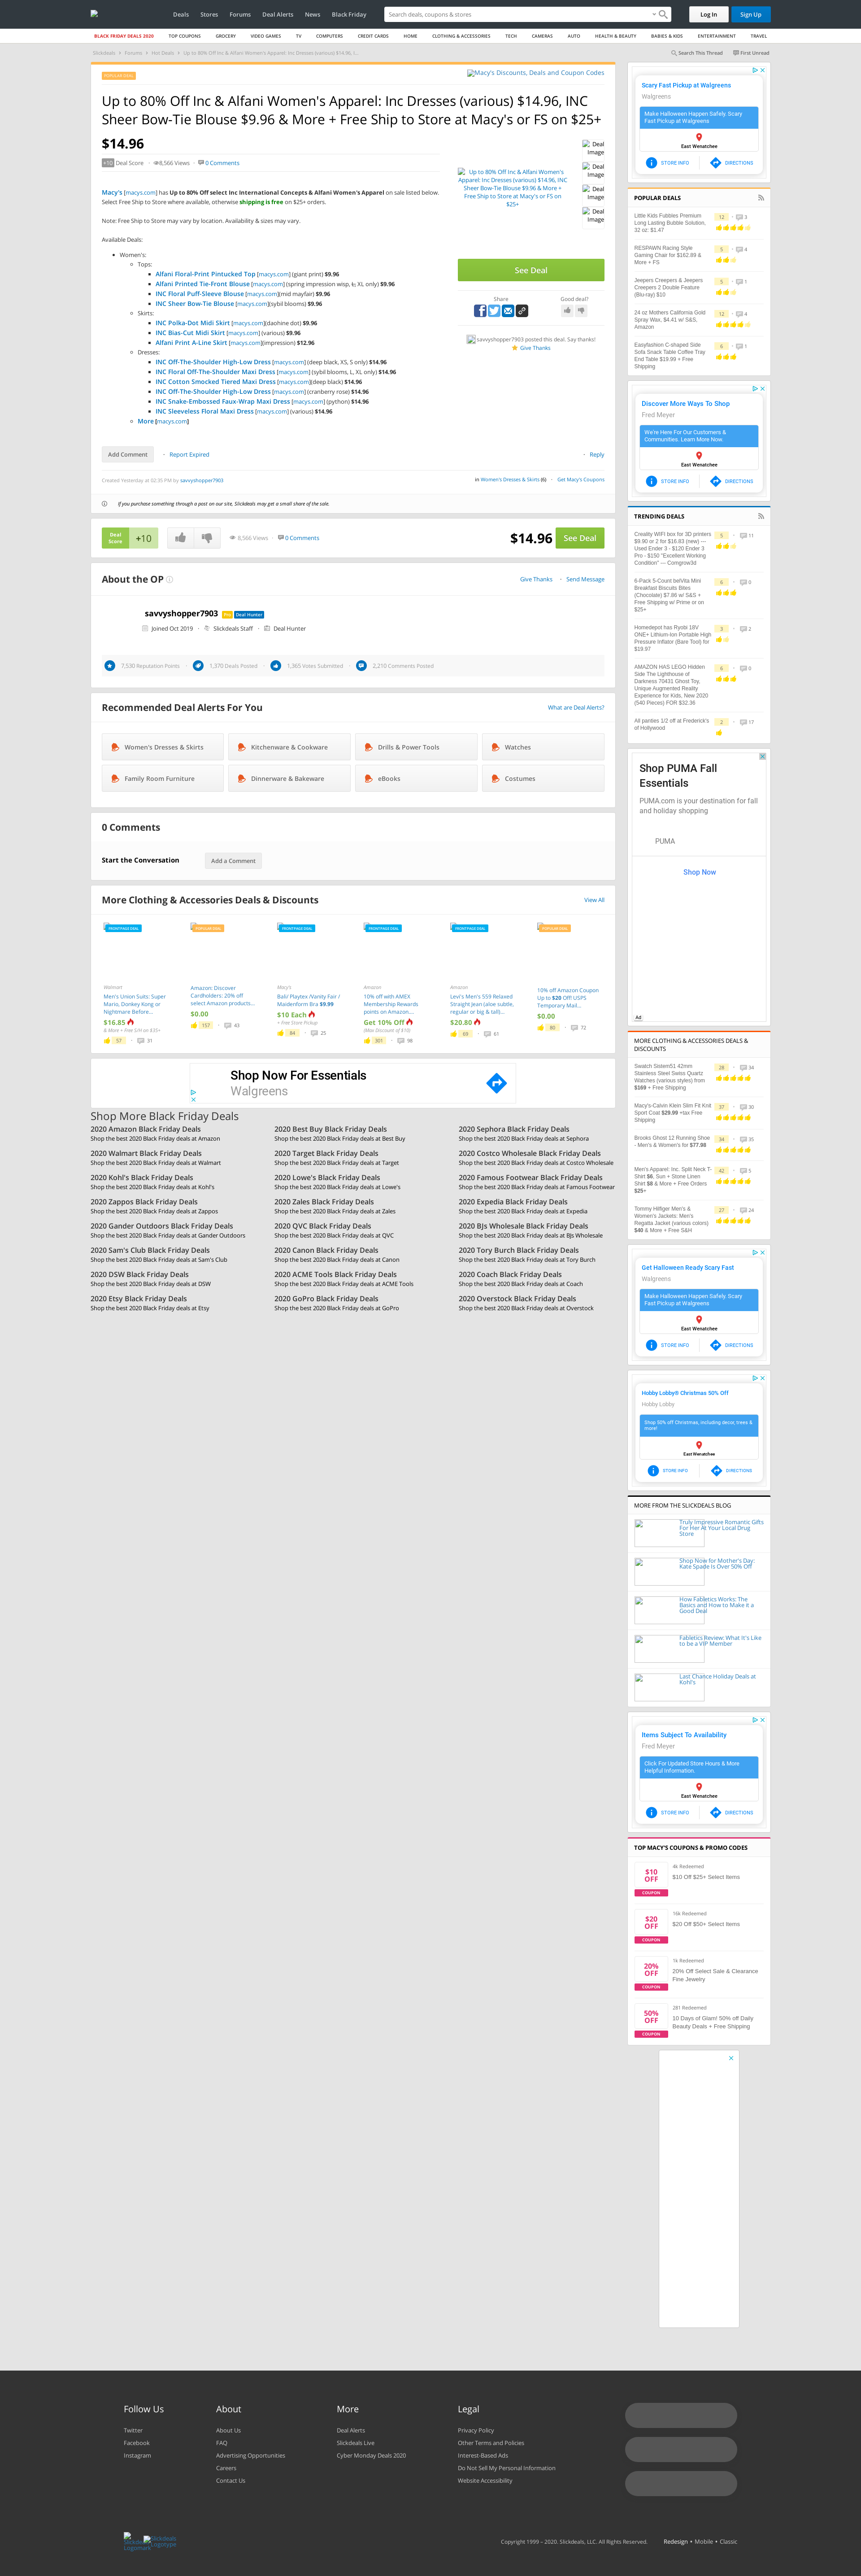 Deals Stores Forums Deal Alerts News Black Friday
Search deals, coupons & stores
Log In Sign Up
BLACK FRIDAY DEALS 2020 TOP COUPONS GROCERY VIDEO GAMES TV COMPUTERS CREDIT CARDS HOME CLOTHING & ACCESSORIES TECH CAMERAS AUTO HEALTH & BEAUTY BABIES & KIDS ENTERTAINMENT TRAVEL
Slickdeals Forums Hot Deals Up to 80% Off Inc & Alfani Women's Apparel: Inc Dresses (various) $14.96, I...
Search This Thread First Unread
POPULAR DEAL
Macy's Discounts, Deals and Coupon Codes
Up to 80% Off Inc & Alfani Women's Apparel: Inc Dresses (various) $14.96, INC
Sheer Bow-Tie Blouse $9.96 & More + Free Ship to Store at Macy's or FS on $25+
$14.96
+10 Deal Score 8,566 Views 0 Comments
Macy's [macys.com] has Up to 80% Off select Inc International Concepts & Alfani Women's Apparel on sale listed below.
Select Free Ship to Store where available, otherwise shipping is free on $25+ orders.
Note: Free Ship to Store may vary by location. Availability & sizes may vary.
Available Deals:
Women's:
Tops:
Alfani Floral-Print Pintucked Top [macys.com] (giant print) $9.96
Alfani Printed Tie-Front Blouse [macys.com] (spring impression wisp, le, XL only) $9.96
INC Floral Puff-Sleeve Blouse [macys.com](mid mayfair) $9.96
INC Sheer Bow-Tie Blouse [macys.com](sybil blooms) $9.96
Skirts:
INC Polka-Dot Midi Skirt [macys.com](dachine dot) $9.96
INC Bias-Cut Midi Skirt [macys.com] (various) $9.96
Alfani Print A-Line Skirt [macys.com](impression) $12.96
Dresses:
INC Off-The-Shoulder High-Low Dress [macys.com] (deep black, XS, S only) $14.96
INC Floral Off-The-Shoulder Maxi Dress [macys.com] (sybil blooms, L, XL only) $14.96
INC Cotton Smocked Tiered Maxi Dress [macys.com](deep black) $14.96
INC Off-The-Shoulder High-Low Dress [macys.com] (cranberry rose) $14.96
INC Snake-Embossed Faux-Wrap Maxi Dress [macys.com] (python) $14.96
INC Sleeveless Floral Maxi Dress [macys.com] (various) $14.96
More [macys.com]
Up to 80% Off Inc & Alfani
Women's Apparel: Inc
Dresses (various) $14.96, INC
Sheer Bow-Tie Blouse $9.96 & More +
Free Ship to Store at Macy's or FS on
$25+
Deal
Image
Deal
Image
Deal
Image
Deal
Image
See Deal
Share Good deal?
savvyshopper7903 posted this deal. Say thanks!
Give Thanks
Add Comment Report Expired Reply
Created Yesterday at 02:35 PM by savvyshopper7903
in Women's Dresses & Skirts (6) Get Macy's Coupons
If you purchase something through a post on our site, Slickdeals may get a small share of the sale.
Deal
Score
+10
8,566 Views 0 Comments
$14.96 See Deal
About the OP
Give Thanks Send Message
savvyshopper7903 Pro Deal Hunter
Joined Oct 2019 Slickdeals Staff Deal Hunter
7,530 Reputation Points 1,370 Deals Posted 1,365 Votes Submitted 2,210 Comments Posted
Recommended Deal Alerts For You
What are Deal Alerts?
Women's Dresses & Skirts Kitchenware & Cookware Drills & Power Tools Watches
Family Room Furniture Dinnerware & Bakeware eBooks Costumes
0 Comments
Start the Conversation Add a Comment
More Clothing & Accessories Deals & Discounts
View All
FRONTPAGE DEAL
Walmart
Men's Union Suits: Super
Mario, Donkey Kong or
Nightmare Before...
$16.85
& More + Free S/H on $35+
57 31
POPULAR DEAL
Amazon: Discover
Cardholders: 20% off
select Amazon products...
$0.00
157 43
FRONTPAGE DEAL
Macy's
Bali/ Playtex /Vanity Fair /
Maidenform Bra $9.99
$10 Each
+ Free Store Pickup
84 25
FRONTPAGE DEAL
Amazon
10% off with AMEX
Membership Rewards
points on Amazon....
Get 10% Off
(Max Discount of $10)
301 98
FRONTPAGE DEAL
Amazon
Levi's Men's 559 Relaxed
Straight Jean (aloe subtle,
regular or big & tall)...
$20.80
69 61
POPULAR DEAL
10% off Amazon Coupon
Up to $20 Off! USPS
Temporary Mail...
$0.00
80 72
Shop Now For Essentials
Walgreens
Shop More Black Friday Deals
2020 Amazon Black Friday Deals
Shop the best 2020 Black Friday deals at Amazon
2020 Best Buy Black Friday Deals
Shop the best 2020 Black Friday deals at Best Buy
2020 Sephora Black Friday Deals
Shop the best 2020 Black Friday deals at Sephora
2020 Walmart Black Friday Deals
Shop the best 2020 Black Friday deals at Walmart
2020 Target Black Friday Deals
Shop the best 2020 Black Friday deals at Target
2020 Costco Wholesale Black Friday Deals
Shop the best 2020 Black Friday deals at Costco Wholesale
2020 Kohl's Black Friday Deals
Shop the best 2020 Black Friday deals at Kohl's
2020 Lowe's Black Friday Deals
Shop the best 2020 Black Friday deals at Lowe's
2020 Famous Footwear Black Friday Deals
Shop the best 2020 Black Friday deals at Famous Footwear
2020 Zappos Black Friday Deals
Shop the best 2020 Black Friday deals at Zappos
2020 Zales Black Friday Deals
Shop the best 2020 Black Friday deals at Zales
2020 Expedia Black Friday Deals
Shop the best 2020 Black Friday deals at Expedia
2020 Gander Outdoors Black Friday Deals
Shop the best 2020 Black Friday deals at Gander Outdoors
2020 QVC Black Friday Deals
Shop the best 2020 Black Friday deals at QVC
2020 BJs Wholesale Black Friday Deals
Shop the best 2020 Black Friday deals at BJs Wholesale
2020 Sam's Club Black Friday Deals
Shop the best 2020 Black Friday deals at Sam's Club
2020 Canon Black Friday Deals
Shop the best 2020 Black Friday deals at Canon
2020 Tory Burch Black Friday Deals
Shop the best 2020 Black Friday deals at Tory Burch
2020 DSW Black Friday Deals
Shop the best 2020 Black Friday deals at DSW
2020 ACME Tools Black Friday Deals
Shop the best 2020 Black Friday deals at ACME Tools
2020 Coach Black Friday Deals
Shop the best 2020 Black Friday deals at Coach
2020 Etsy Black Friday Deals
Shop the best 2020 Black Friday deals at Etsy
2020 GoPro Black Friday Deals
Shop the best 2020 Black Friday deals at GoPro
2020 Overstock Black Friday Deals
Shop the best 2020 Black Friday deals at Overstock
Scary Fast Pickup at Walgreens
Walgreens
Make Halloween Happen Safely. Scary
Fast Pickup at Walgreens
East Wenatchee
STORE INFO DIRECTIONS
POPULAR DEALS
Little Kids Fubbles Premium
Long Lasting Bubble Solution,
32 oz: $1.47
12 3
RESPAWN Racing Style
Gaming Chair for $162.89 &
More + FS
5 4
Jeepers Creepers & Jeepers
Creepers 2 Double Feature
(Blu-ray) $10
5 1
24 oz Mothers California Gold
Spray Wax, $4.41 w/ S&S,
Amazon
12 4
Easyfashion C-shaped Side
Sofa Snack Table Coffee Tray
End Table $19.99 + Free
Shipping
6 1
Discover More Ways To Shop
Fred Meyer
We're Here For Our Customers &
Communities. Learn More Now.
East Wenatchee
STORE INFO DIRECTIONS
TRENDING DEALS
Creality WIFI box for 3D printers
$9.90 or 2 for $16.83 (new) ---
Used Ender 3 - $120 Ender 3
Pro - $150 "Excellent Working
Condition" --- Comgrow3d
5 11
6-Pack 5-Count belVita Mini
Breakfast Biscuits Bites
(Chocolate) $7.86 w/ S&S +
Free Shipping w/ Prime or on
$25+
6 0
Homedepot has Ryobi 18V
ONE+ Lithium-Ion Portable High
Pressure Inflator (Bare Tool) for
$19.97
3 2
AMAZON HAS LEGO Hidden
Side The Lighthouse of
Darkness 70431 Ghost Toy,
Unique Augmented Reality
Experience for Kids, New 2020
(540 Pieces) FOR $32.36
6 0
All panties 1/2 off at Frederick's
of Hollywood
2 17
Shop PUMA Fall
Essentials
PUMA.com is your destination for fall
and holiday shopping
PUMA
Shop Now
Ad
MORE CLOTHING & ACCESSORIES DEALS &
DISCOUNTS
Swatch Sistem51 42mm
Stainless Steel Swiss Quartz
Watches (various styles) from
$169 + Free Shipping
28 34
Macy's-Calvin Klein Slim Fit Knit
Sport Coat $29.99 +tax Free
Shipping
37 30
Brooks Ghost 12 Running Shoe
- Men's & Women's for $77.98
34 35
Men's Apparel: Inc. Split Neck T-
Shirt $6, Sun + Stone Linen
Shirt $8 & More + Free Orders
$25+
42 5
Tommy Hilfiger Men's &
Women's Jackets: Men's
Regatta Jacket (various colors)
$40 & More + Free S&H
27 24
Get Halloween Ready Scary Fast
Walgreens
Make Halloween Happen Safely. Scary
Fast Pickup at Walgreens
East Wenatchee
STORE INFO DIRECTIONS
Hobby Lobby® Christmas 50% Off
Hobby Lobby
Shop 50% off Christmas, including decor, trees &
more!
East Wenatchee
STORE INFO DIRECTIONS
MORE FROM THE SLICKDEALS BLOG
Truly Impressive Romantic Gifts
For Her At Your Local Drug
Store
Shop Now for Mother's Day:
Kate Spade Is Over 50% Off
How Fabletics Works: The
Basics and How to Make it a
Good Deal
Fabletics Review: What It's Like
to be a VIP Member
Last Chance Holiday Deals at
Kohl's
Items Subject To Availability
Fred Meyer
Click For Updated Store Hours & More
Helpful Information.
East Wenatchee
STORE INFO DIRECTIONS
TOP MACY'S COUPONS & PROMO CODES
$10
OFF
COUPON
4k Redeemed
$10 Off $25+ Select Items
$20
OFF
COUPON
16k Redeemed
$20 Off $50+ Select Items
20%
OFF
COUPON
1k Redeemed
20% Off Select Sale & Clearance
Fine Jewelry
50%
OFF
COUPON
281 Redeemed
10 Days of Glam! 50% off Daily
Beauty Deals + Free Shipping
Follow Us
Twitter
Facebook
Instagram
About
About Us
FAQ
Advertising Opportunities
Careers
Contact Us
More
Deal Alerts
Slickdeals Live
Cyber Monday Deals 2020
Legal
Privacy Policy
Other Terms and Policies
Interest-Based Ads
Do Not Sell My Personal Information
Website Accessibility
Slickdeals
Logotype
Copyright 1999 – 2020. Slickdeals, LLC. All Rights Reserved. Redesign • Mobile • Classic